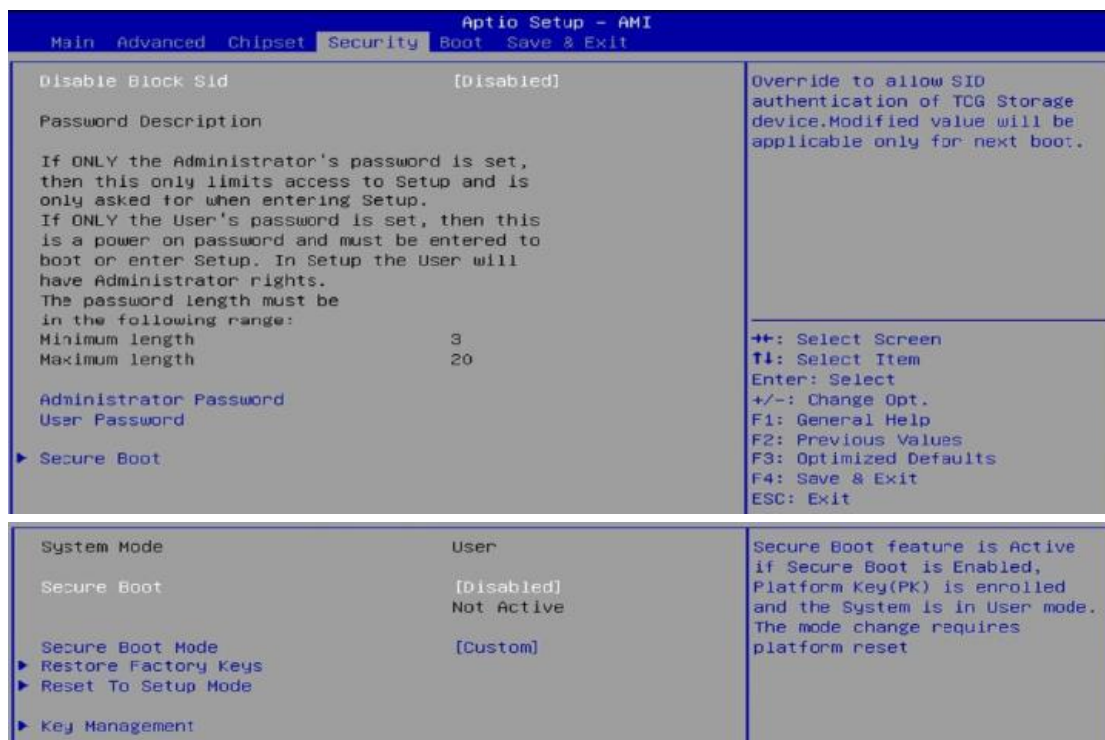 Aptio Setup - AMI
Main Advanced Chipset Security Boot Save & Exit
Disable Block Sid [Disabled]
Password Description
If ONLY the Administrator's password is set,
then this only limits access to Setup and is
only asked for when entering Setup.
If ONLY the User's password is set, then this
is a power on password and must be entered to
boot or enter Setup. In Setup the User will
have Administrator rights.
The password length must be
in the following range:
Minimum length 3
Maximum length 20
Administrator Password
User Password
▶ Secure Boot
Override to allow SID
authentication of TCG Storage
device.Modified value will be
applicable only for next boot.
→←: Select Screen
↑↓: Select Item
Enter: Select
+/-: Change Opt.
F1: General Help
F2: Previous Values
F3: Optimized Defaults
F4: Save & Exit
ESC: Exit
System Mode User
Secure Boot [Disabled]
Not Active
Secure Boot Mode [Custom]
▶ Restore Factory Keys
▶ Reset To Setup Mode
▶ Key Management
Secure Boot feature is Active
if Secure Boot is Enabled,
Platform Key(PK) is enrolled
and the System is in User mode.
The mode change requires
platform reset